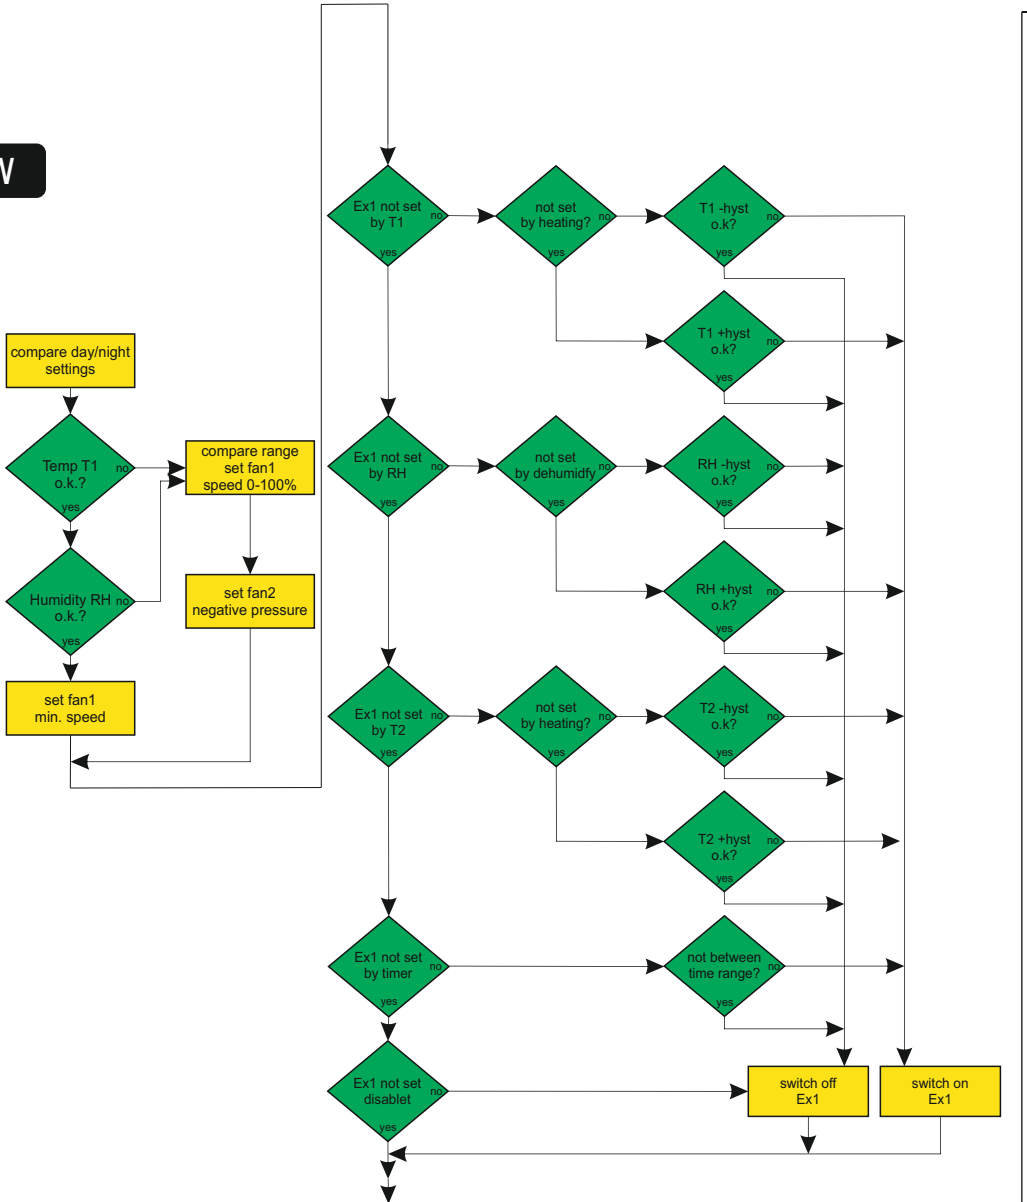 W
Ex1 not set
by T1
no
yes
not set
by heating?
no
yes
T1 -hyst
o.k?
no
yes
T1 +hyst
o.k?
no
yes
compare day/night
settings
Temp T1
o.k.?
no
yes
compare range
set fan1
speed 0-100%
Humidity RH
o.k.?
no
yes
set fan2
negative pressure
set fan1
min. speed
Ex1 not set
by RH
no
yes
not set
by dehumidfy
no
yes
RH -hyst
o.k?
no
yes
RH +hyst
o.k?
no
yes
Ex1 not set
by T2
no
yes
not set
by heating?
no
yes
T2 -hyst
o.k?
no
yes
T2 +hyst
o.k?
no
yes
Ex1 not set
by timer
no
yes
not between
time range?
no
yes
Ex1 not set
disablet
no
yes
switch off
Ex1
switch on
Ex1